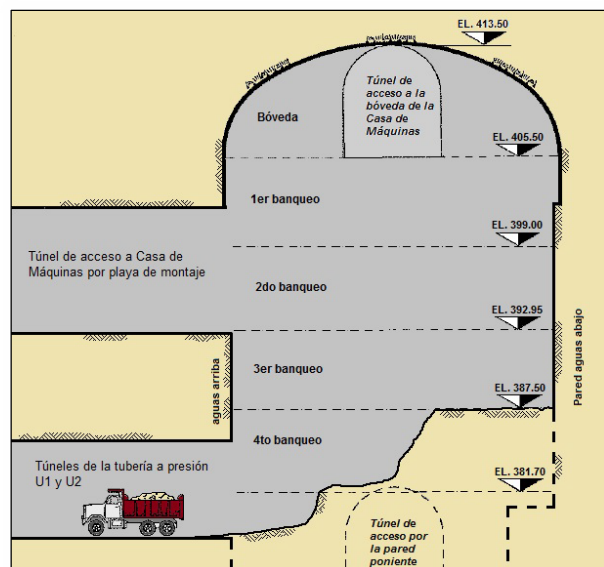 EL. 413.50
Túnel de
acceso a la
bóveda de la
Casa de
Máquinas
Bóveda
EL. 405.50
1er banqueo
EL. 399.00
Túnel de acceso a Casa de
Máquinas por playa de montaje
2do banqueo
EL. 392.95
aguas arriba
3er banqueo
Pared aguas abajo
EL. 387.50
4to banqueo
Túneles de la tubería a presión
U1 y U2
EL. 381.70
Túnel de
acceso por
la pared
poniente